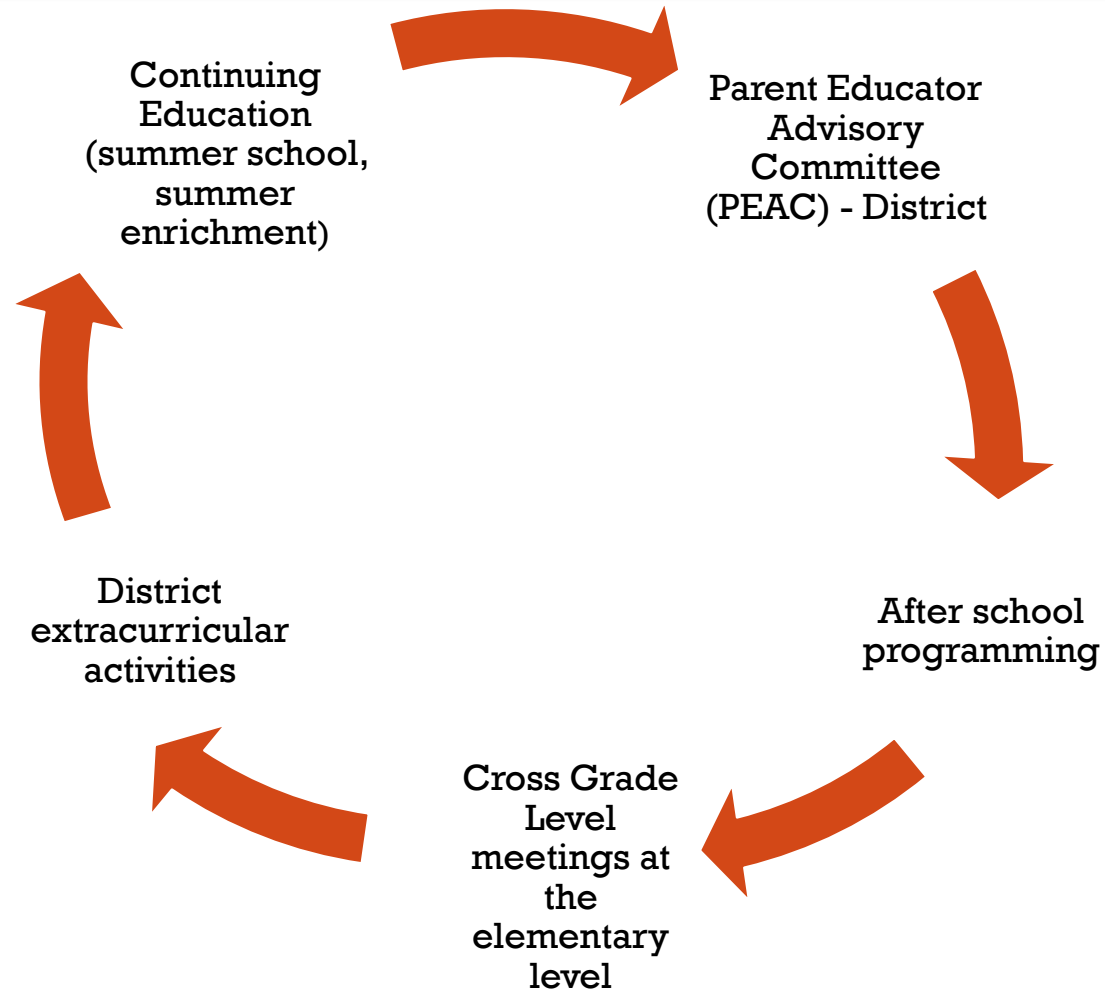 Continuing
Education
(summer school,
summer
enrichment)
Parent Educator
Advisory
Committee
(PEAC) - District
After school
programming
Cross Grade
Level
meetings at
the
elementary
level
District
extracurricular
activities